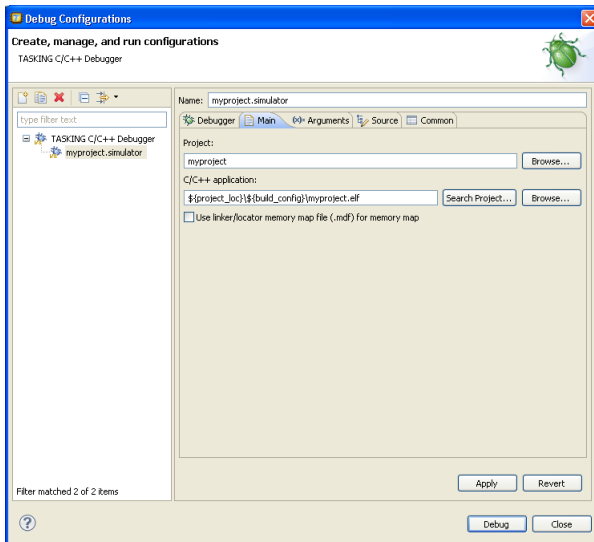 Debug Configurations
Create, manage, and run configurations
TASKING C/C++ Debugger
type filter text
TASKING C/C++ Debugger
myproject.simulator
Filter matched 2 of 2 items
Name: myproject.simulator
Debugger Main (x)= Arguments Source Common
Project:
myproject Browse...
C/C++ application:
${project_loc}\${build_config}\myproject.elf Search Project... Browse...
Use linker/locator memory map file (.mdf) for memory map
Apply Revert
Debug Close